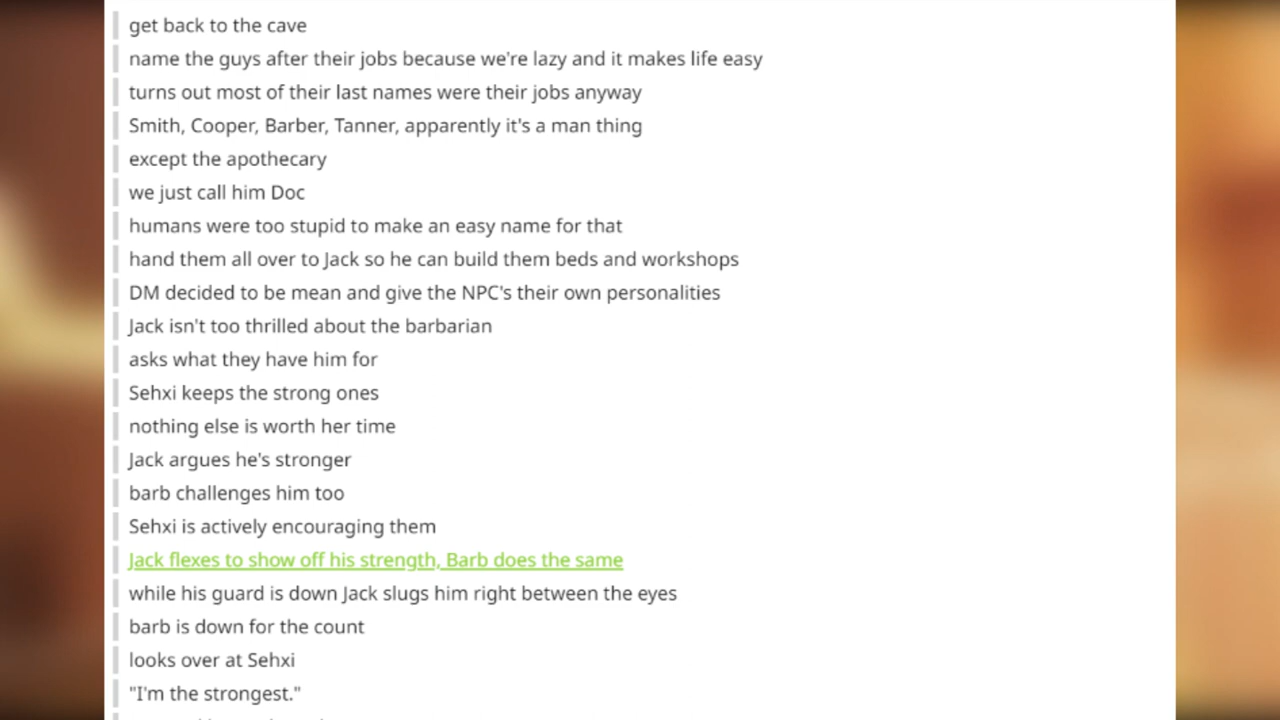 get back to the cave
name the guys after their jobs because we're lazy and it makes life easy
turns out most of their last names were their jobs anyway
Smith, Cooper, Barber, Tanner, apparently it's a man thing
except the apothecary
we just call him Doc
humans were too stupid to make an easy name for that
hand them all over to Jack so he can build them beds and workshops
DM decided to be mean and give the NPC's their own personalities
Jack isn't too thrilled about the barbarian
asks what they have him for
Sehxi keeps the strong ones
nothing else is worth her time
Jack argues he's stronger
barb challenges him too
Sehxi is actively encouraging them
Jack flexes to show off his strength, Barb does the same
while his guard is down Jack slugs him right between the eyes
barb is down for the count
looks over at Sehxi
"I'm the strongest."